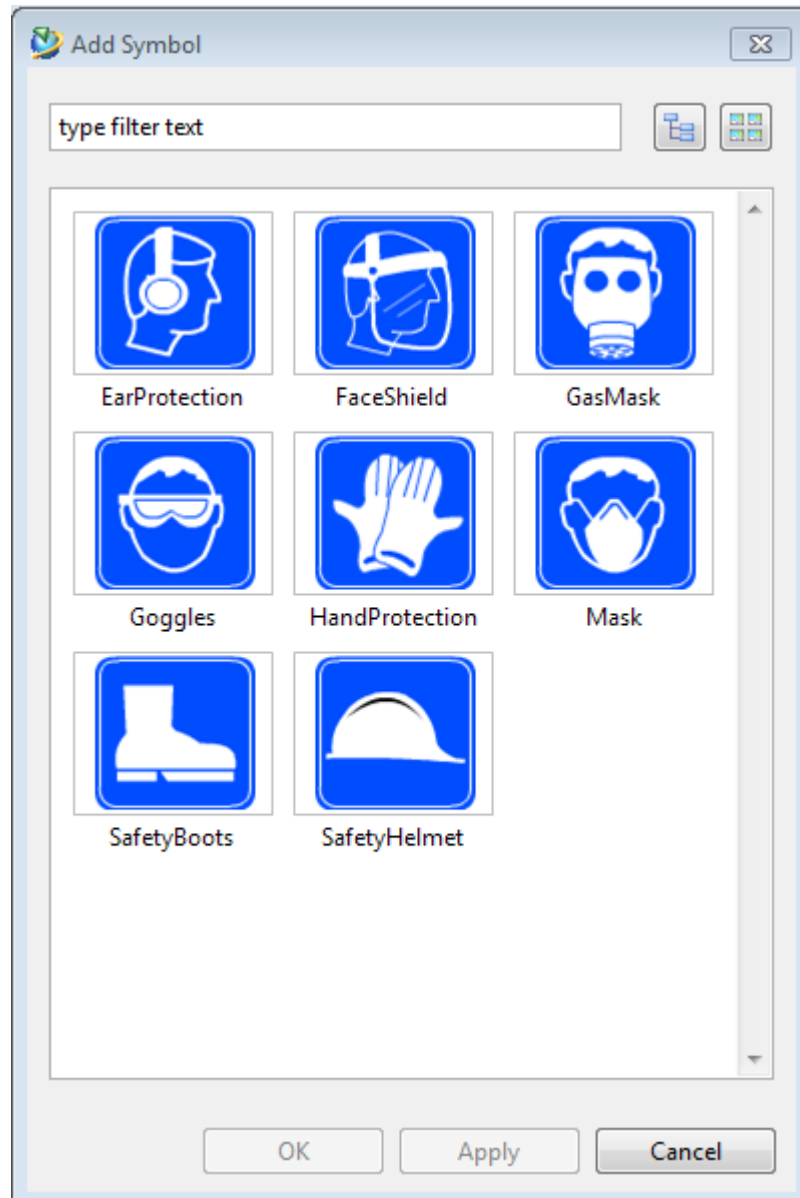 Add Symbol
type filter text
EarProtection
FaceShield
GasMask
Goggles
HandProtection
Mask
SafetyBoots
SafetyHelmet
OK
Apply
Cancel